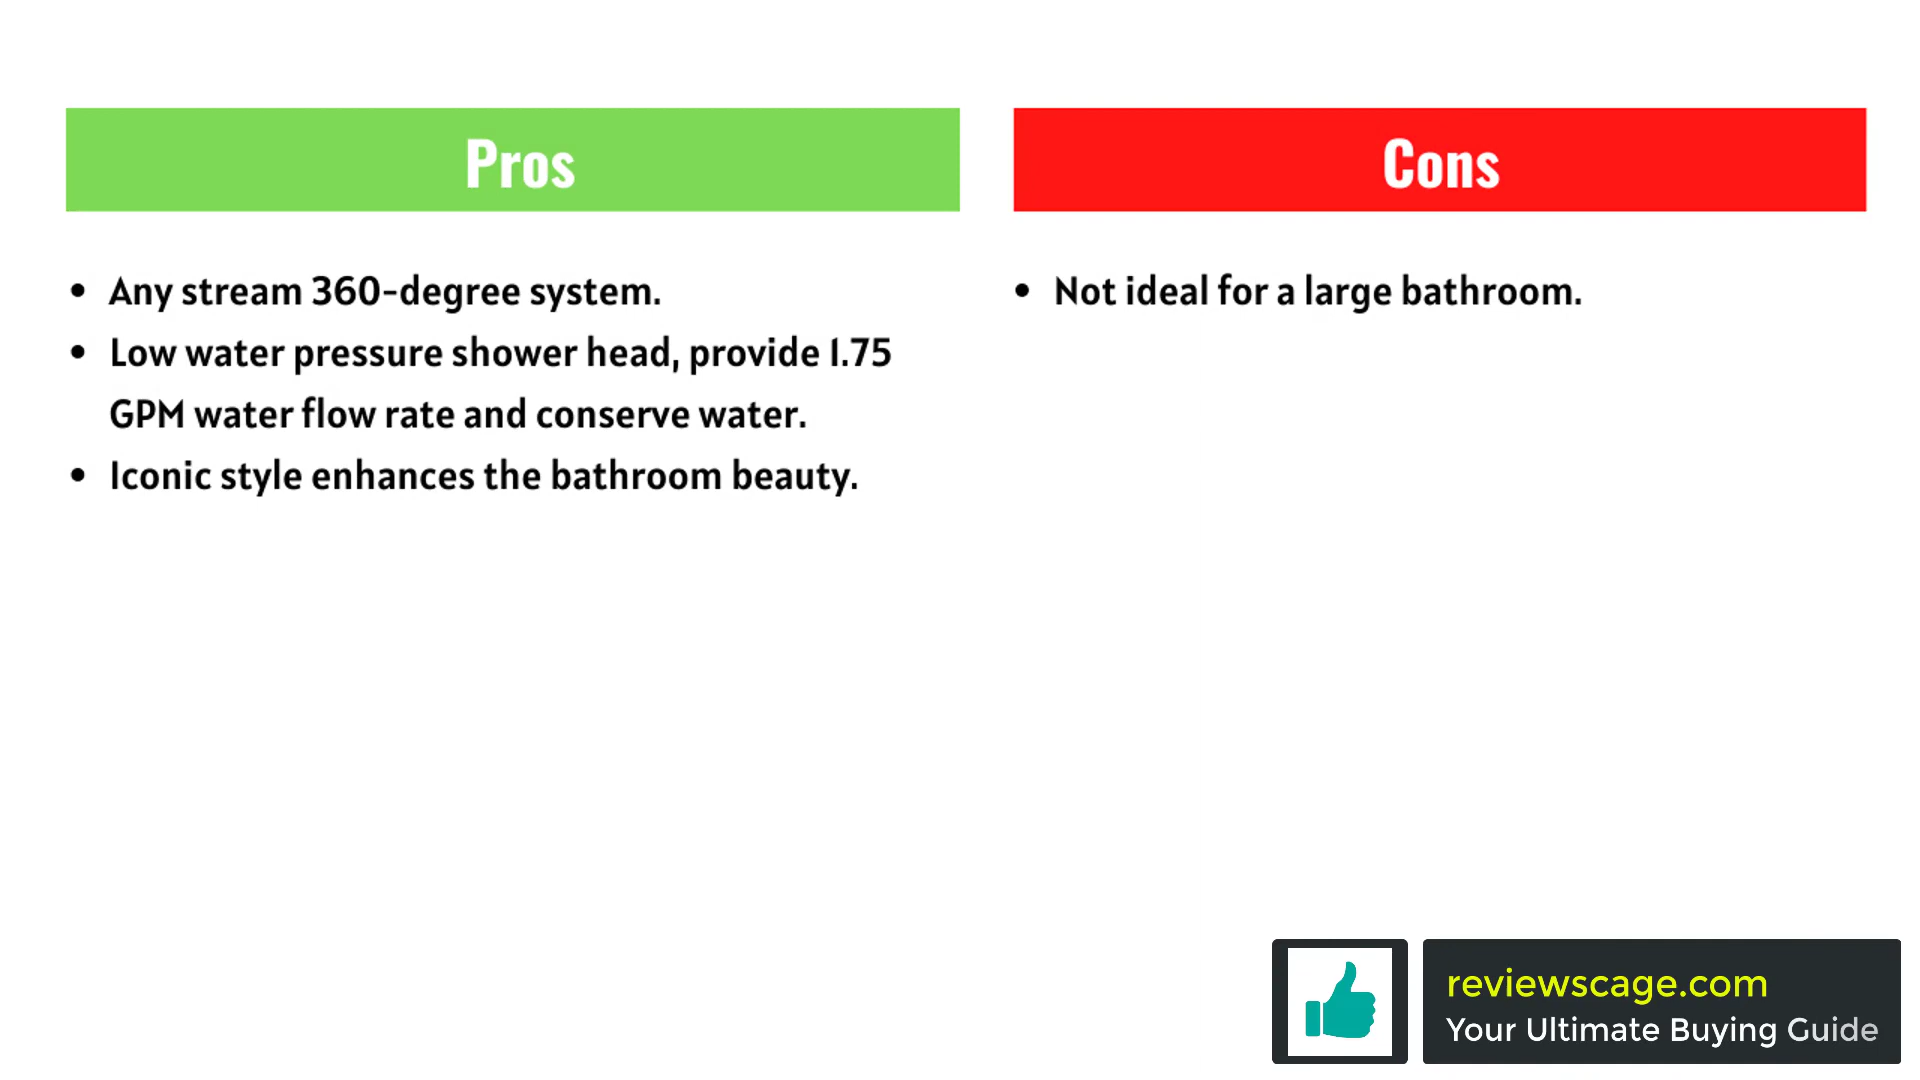 Pros
• Any stream 360-degree system.
• Low water pressure shower head, provide 1.75
GPM water flow rate and conserve water.
• Iconic style enhances the bathroom beauty.
Cons
• Not ideal for a large bathroom.
reviewscage.com
Your Ultimate Buying Guide